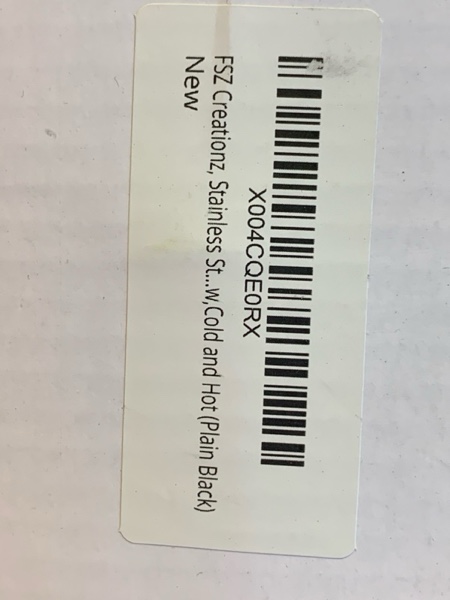 X004CQE0RX
FSZ Creationz, Stainless St...w,Cold and Hot (Plain Black)
New